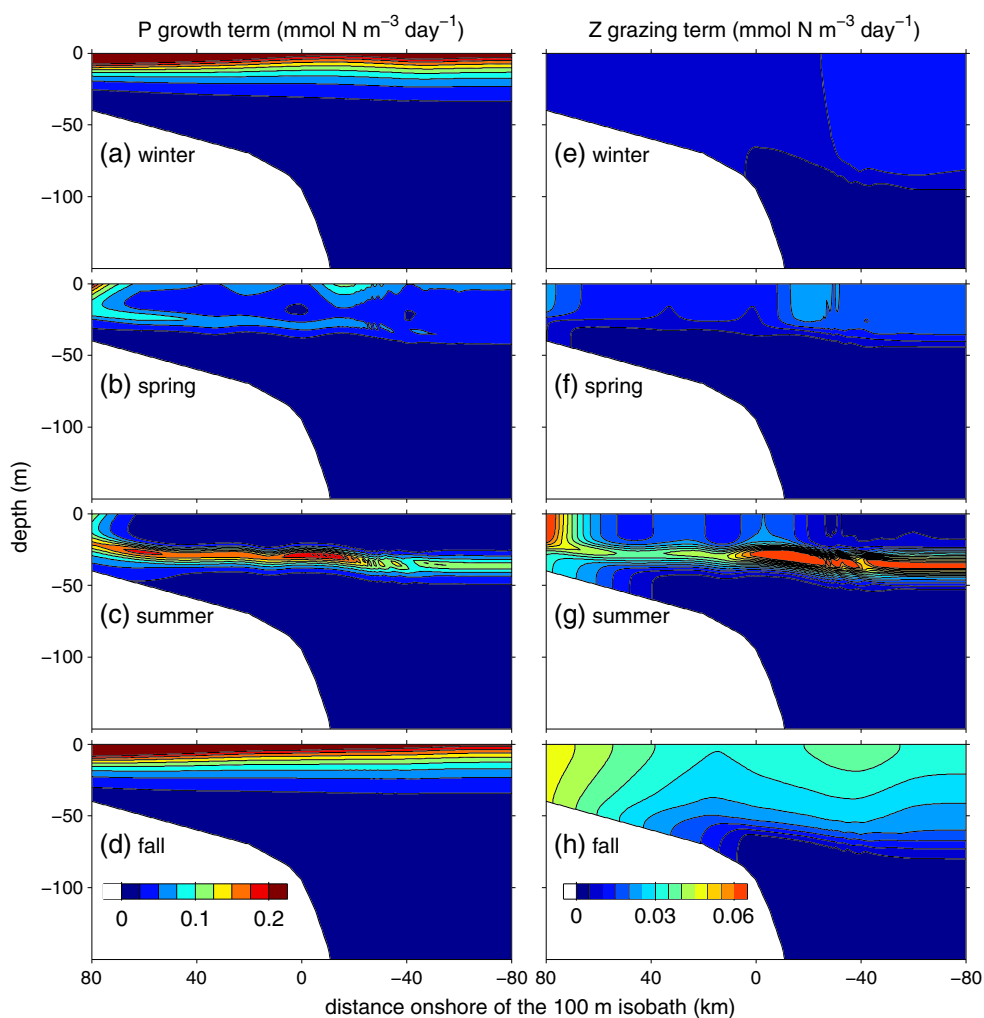 P growth term (mmol N m⁻³ day⁻¹)
Z grazing term (mmol N m⁻³ day⁻¹)
0
−50
−100
(a) winter
(e) winter
0
−50
−100
(b) spring
(f) spring
depth (m)
0
−50
−100
(c) summer
(g) summer
0
−50
−100
(d) fall
(h) fall
0 0.1 0.2
0 0.03 0.06
80 40 0 −40 −80
80 40 0 −40 −80
distance onshore of the 100 m isobath (km)